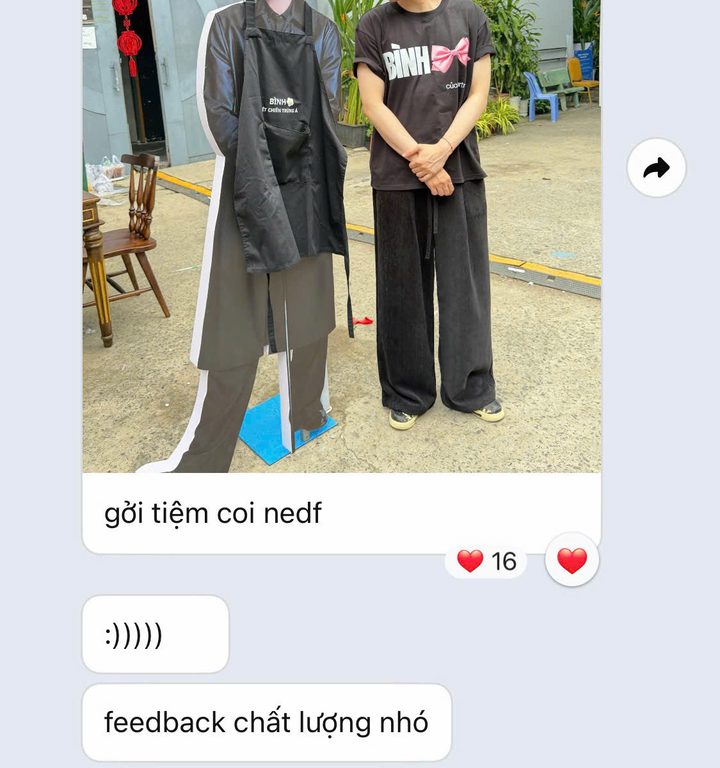 BÌNH
BÌNH
gởi tiệm coi nedf
16
:)))))
feedback chất lượng nhó